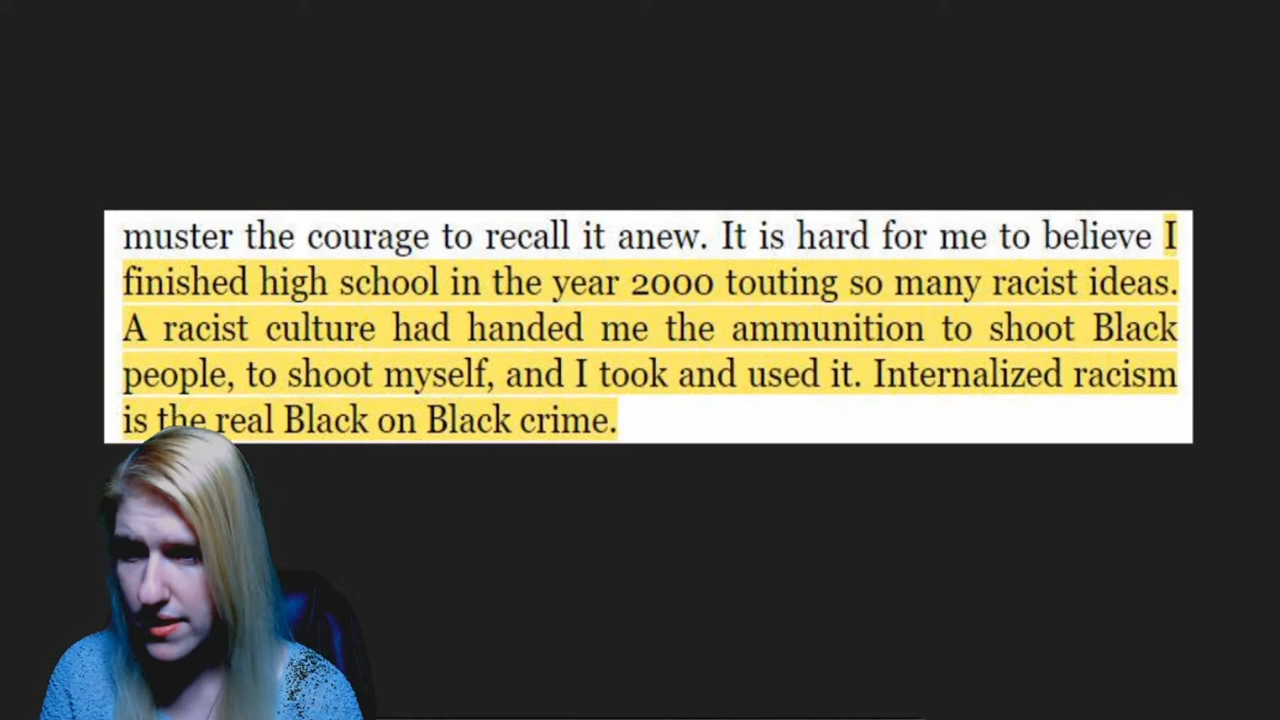 muster the courage to recall it anew. It is hard for me to believe I
finished high school in the year 2000 touting so many racist ideas.
A racist culture had handed me the ammunition to shoot Black
people, to shoot myself, and I took and used it. Internalized racism
is the real Black on Black crime.